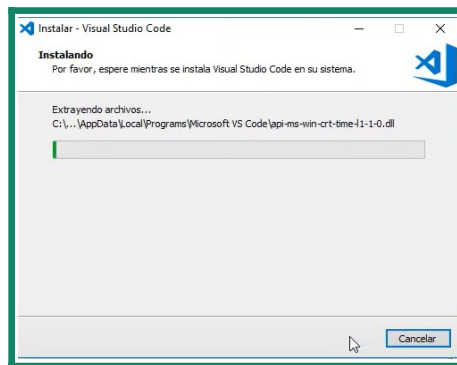 Instalar - Visual Studio Code
Instalando
Por favor, espere mientras se instala Visual Studio Code en su sistema.
Extrayendo archivos...
C:\...\AppData\Local\Programs\Microsoft VS Code\api-ms-win-crt-time-l1-1-0.dll
Cancelar